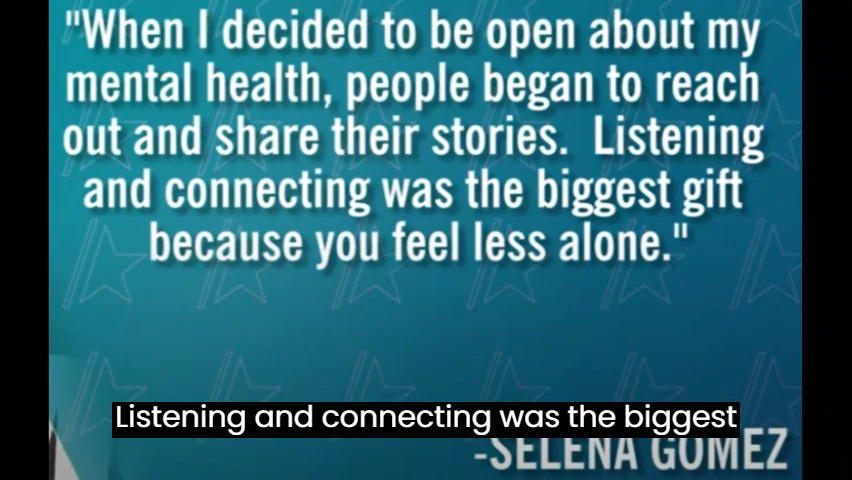 "When I decided to be open about my
mental health, people began to reach
out and share their stories. Listening
and connecting was the biggest gift
because you feel less alone."
Listening and connecting was the biggest
-SELENA GOMEZ